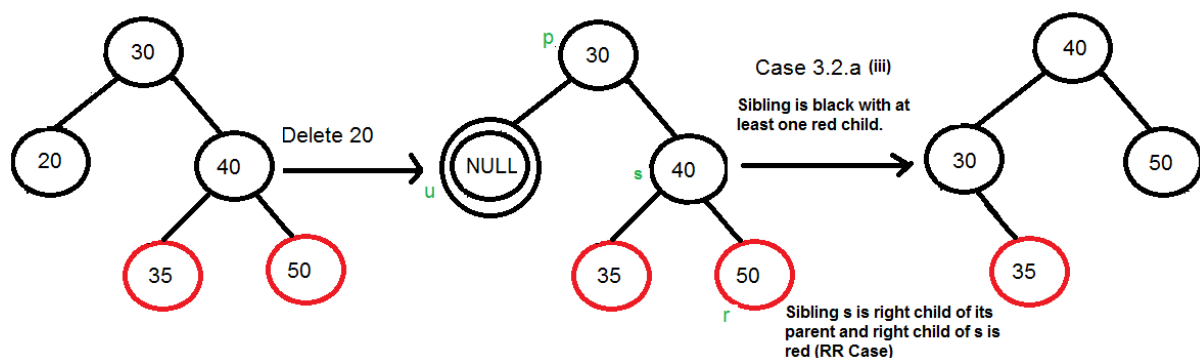 30
20
40
35
50
Delete 20
p
30
NULL
u
s
40
35
50
r
Case 3.2.a (iii)
Sibling is black with at
least one red child.
Sibling s is right child of its
parent and right child of s is
red (RR Case)
40
30
50
35